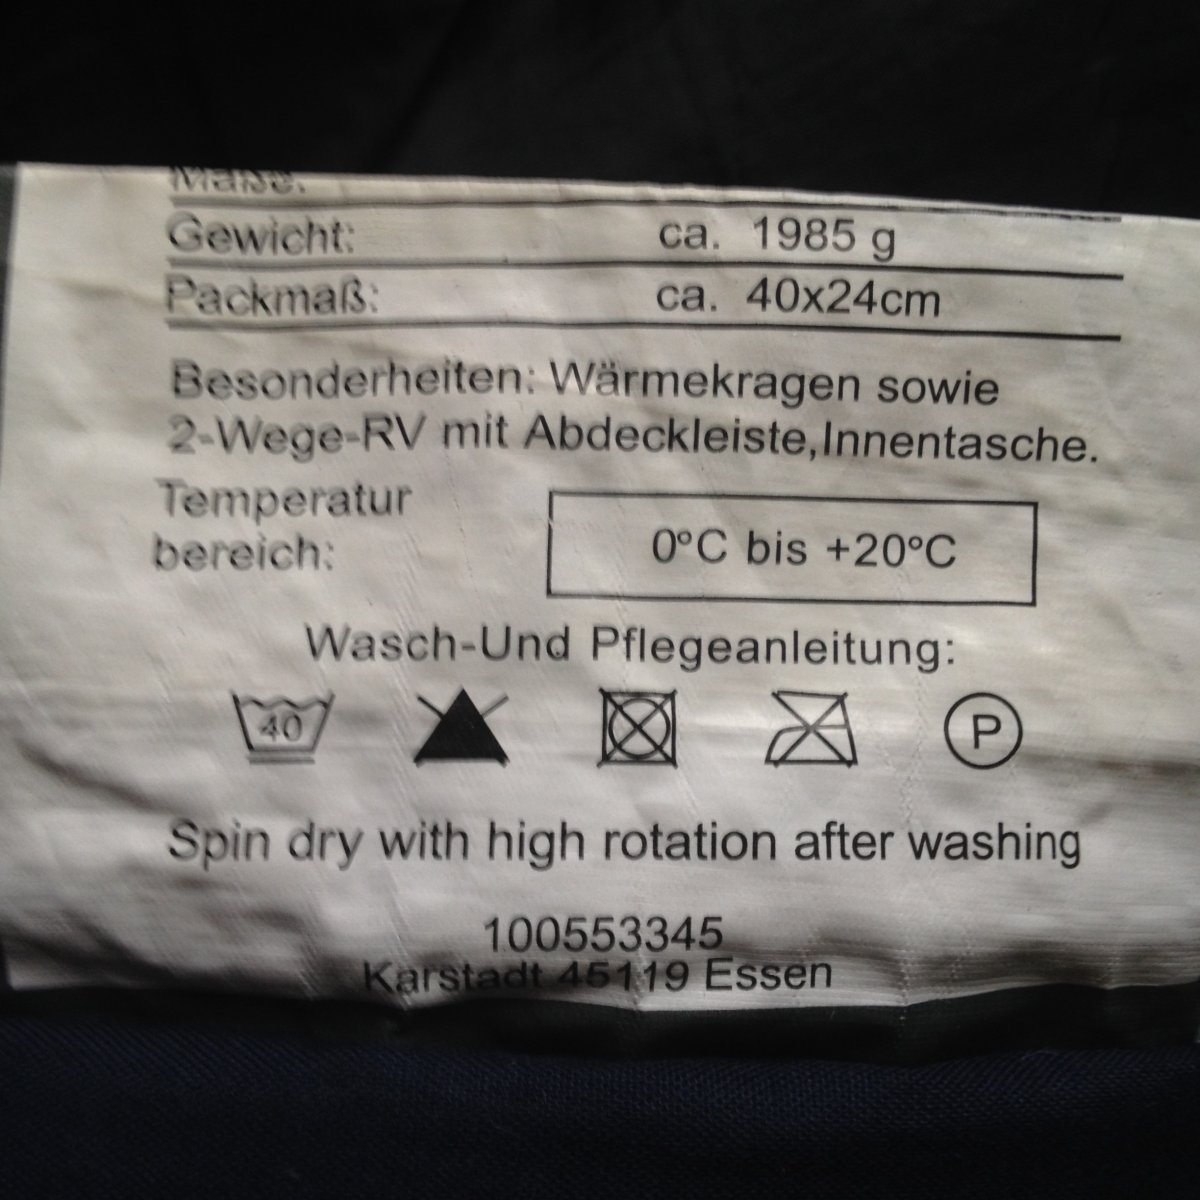 Maße:
Gewicht: ca. 1985 g
Packmaß: ca. 40x24cm
Besonderheiten: Wärmekragen sowie
2-Wege-RV mit Abdeckleiste,Innentasche.
Temperatur
bereich: 0°C bis +20°C
Wasch-Und Pflegeanleitung:
40 P
Spin dry with high rotation after washing
100553345
Karstadt 45119 Essen